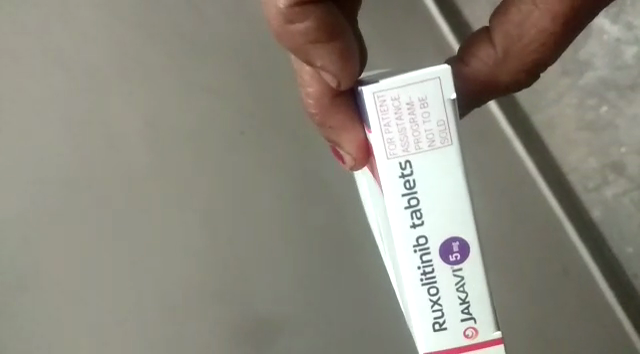 FOR PATIENT
ASSISTANCE
PROGRAM-
NOT TO BE
SOLD
Ruxolitinib tablets
JAKAVI 5 mg